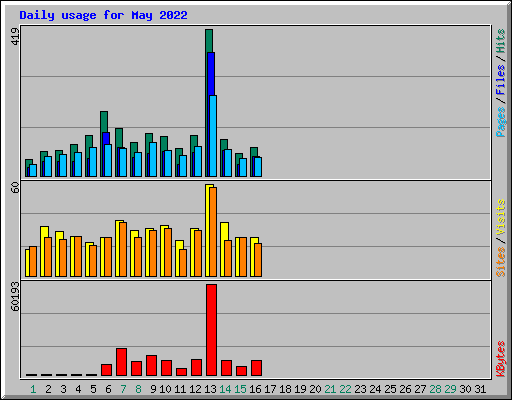 Daily usage for May 2022
419
Pages / Files / Hits
60
Sites / Visits
60193
KBytes
1 2 3 4 5 6 7 8 9 10 11 12 13 14 15 16 17 18 19 20 21 22 23 24 25 26 27 28 29 30 31